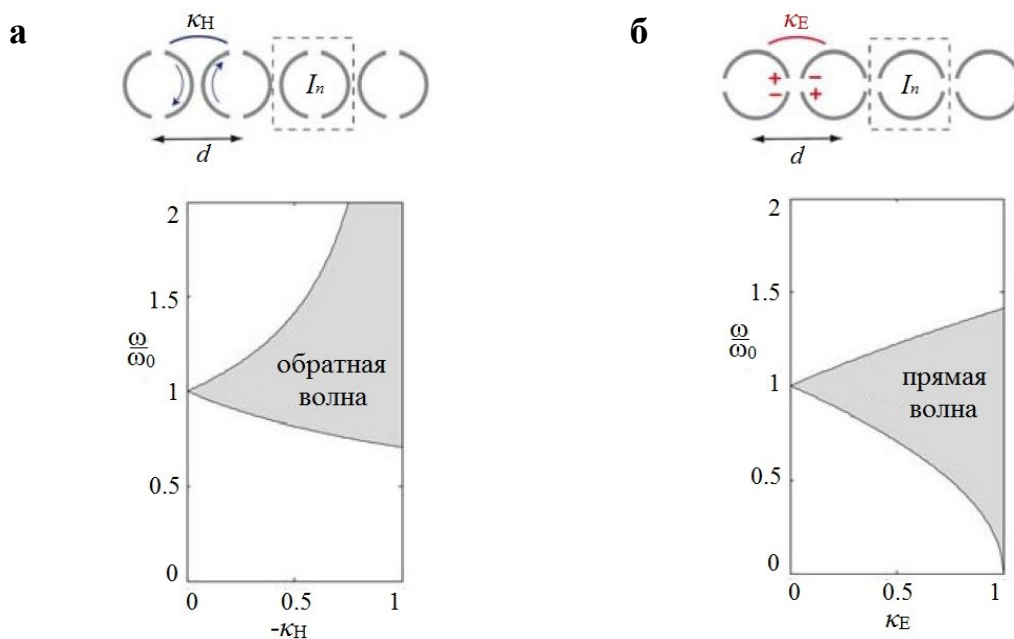 а
κH
In
d
2
1.5
ω
ω0
1
0.5
0
обратная
волна
0
0.5
1
-κH
б
κE
+ −
− +
In
d
2
1.5
ω
ω0
1
0.5
0
прямая
волна
0
0.5
1
κE